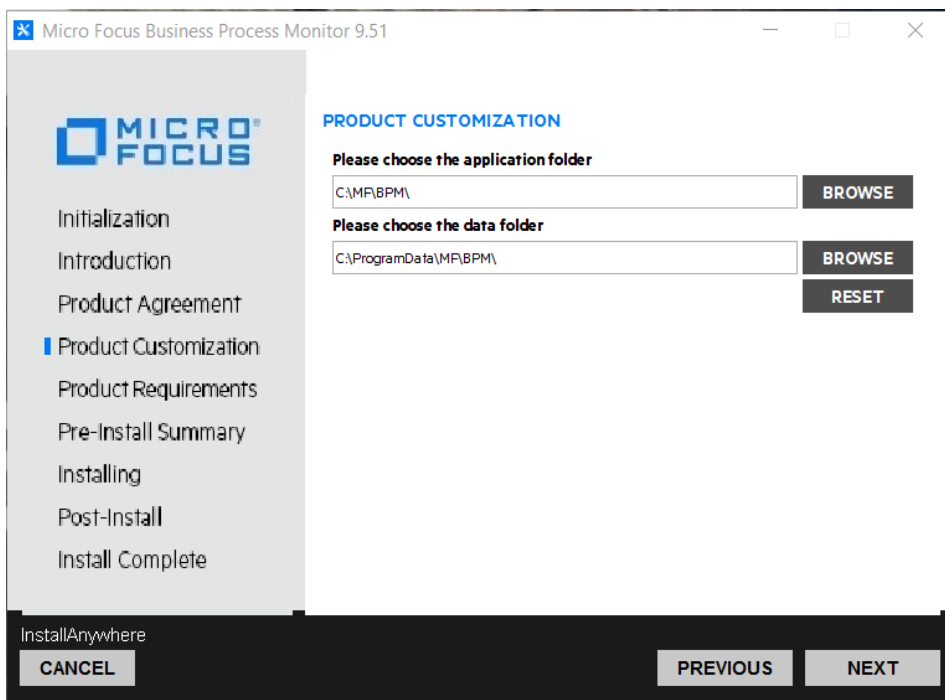 Micro Focus Business Process Monitor 9.51
MICRO®
FOCUS
Initialization
Introduction
Product Agreement
Product Customization
Product Requirements
Pre-Install Summary
Installing
Post-Install
Install Complete
PRODUCT CUSTOMIZATION
Please choose the application folder
C:\MF\BPM\
BROWSE
Please choose the data folder
C:\ProgramData\MF\BPM\
BROWSE
RESET
InstallAnywhere
CANCEL
PREVIOUS
NEXT